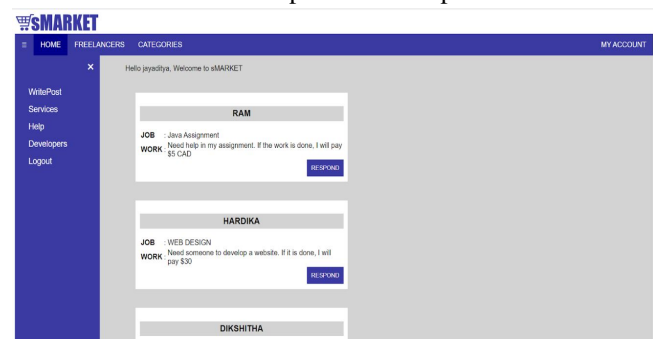 sMARKET
≡ HOME FREELANCERS CATEGORIES MY ACCOUNT
×
Hello jayaditya, Welcome to sMARKET
WritePost
Services
Help
Developers
Logout
RAM
JOB : Java Assignment
WORK : Need help in my assignment. If the work is done, I will pay
$5 CAD
RESPOND
HARDIKA
JOB : WEB DESIGN
WORK : Need someone to develop a website. If it is done, I will
pay $30
RESPOND
DIKSHITHA